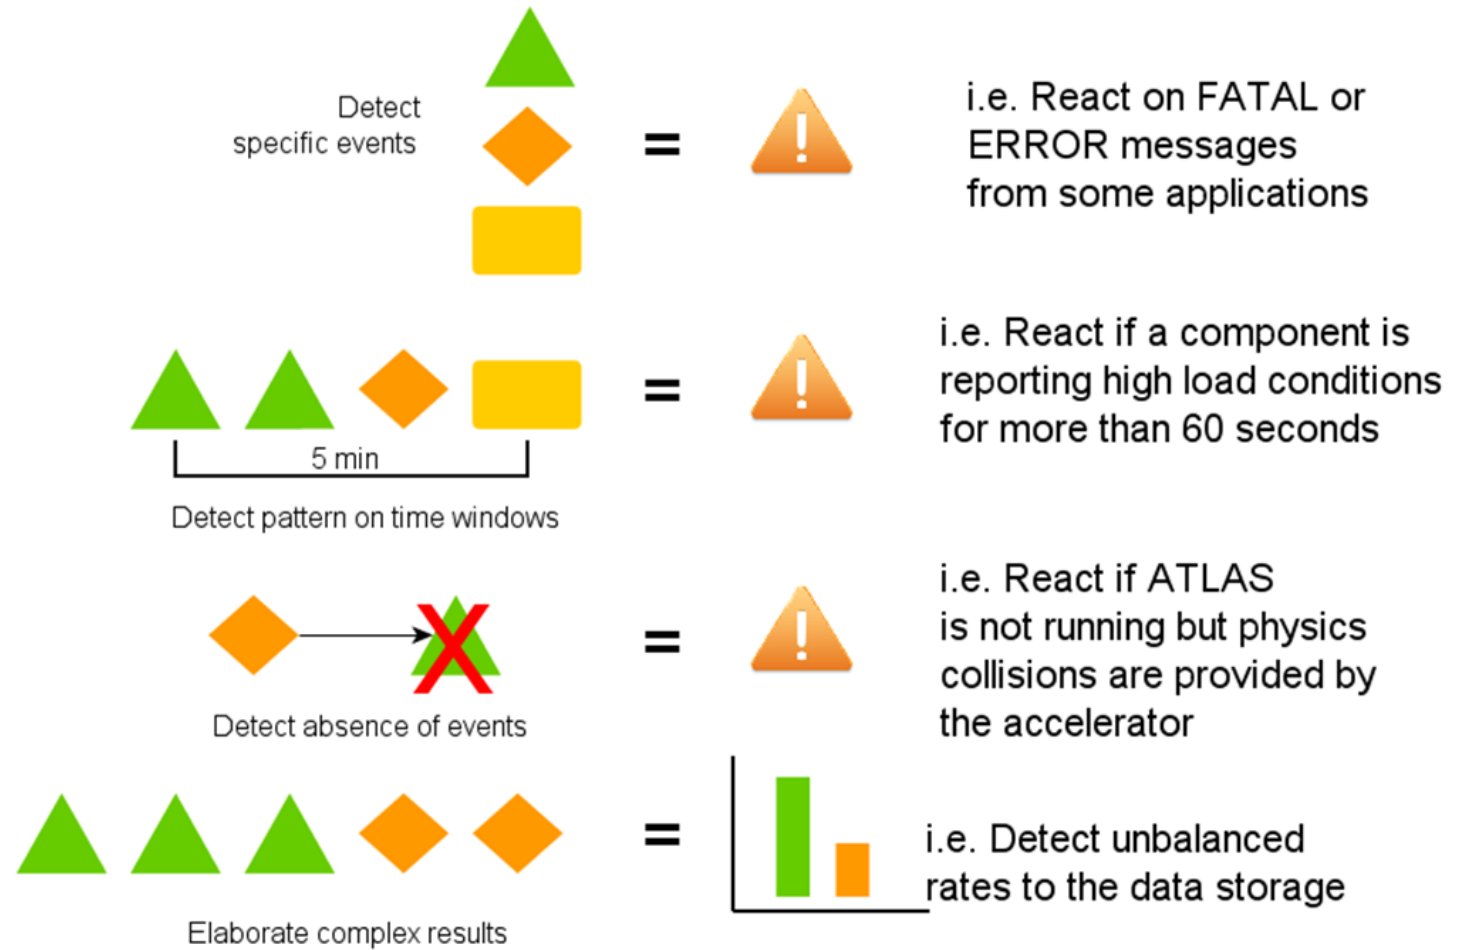 Detect
specific events
=
!
i.e. React on FATAL or
ERROR messages
from some applications
=
!
i.e. React if a component is
reporting high load conditions
for more than 60 seconds
5 min
Detect pattern on time windows
=
!
i.e. React if ATLAS
is not running but physics
collisions are provided by
the accelerator
Detect absence of events
=
i.e. Detect unbalanced
rates to the data storage
Elaborate complex results